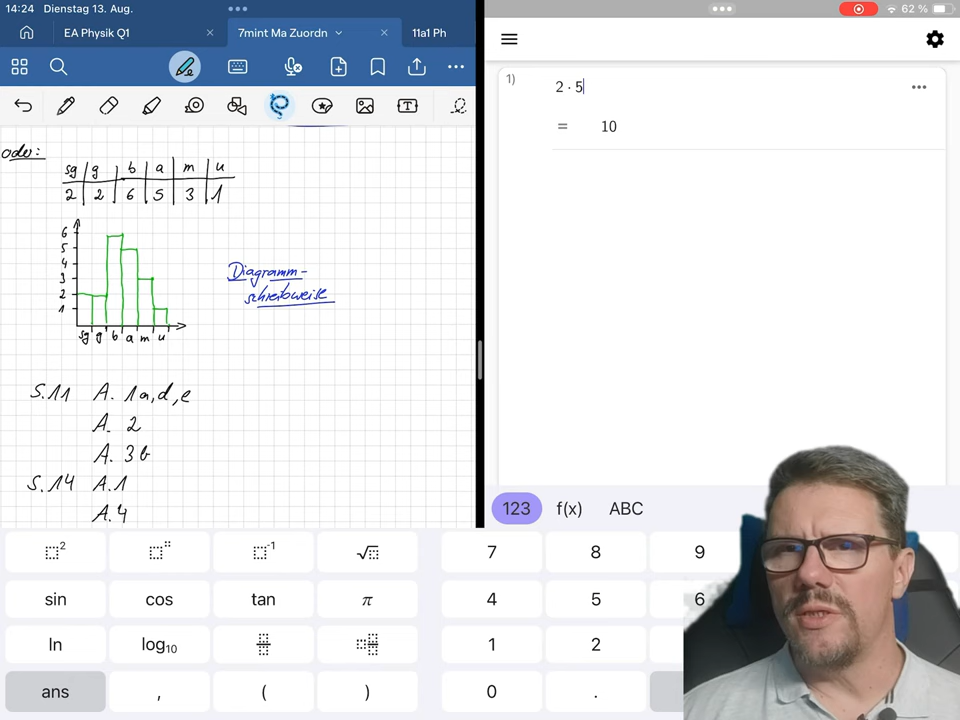 14:24 Dienstag 13. Aug.
62 %
EA Physik Q1
7mint Ma Zuordn
11a1 Ph
oder:
sg g b a m u
2 2 6 5 3 1
6
5
4
3
2
1
sg g b a m u
Diagramm-
schreibweise
S.11 A. 1a,d,e
A. 2
A. 3b
S.14 A.1
A.4
1)
2 · 5
= 10
123 f(x) ABC
2 -1 √
7 8 9
sin cos tan π
4 5 6
ln log10
1 2
ans , ( )
0 .
T